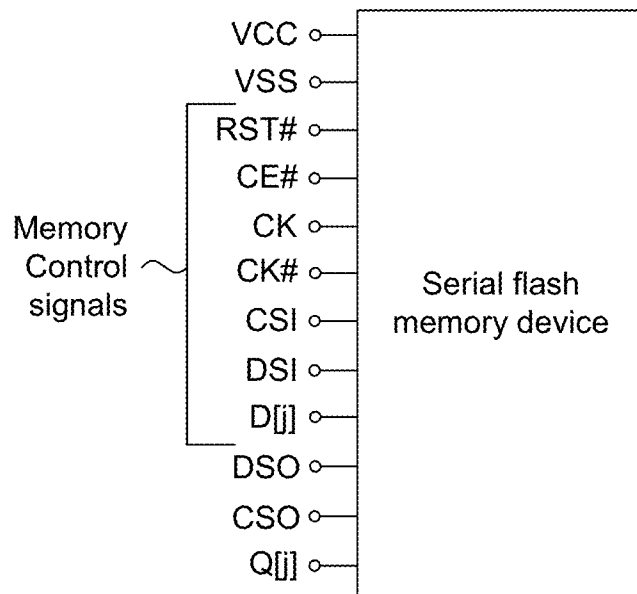 VCC
VSS
RST#
CE#
CK
CK#
CSI
DSI
D[j]
DSO
CSO
Q[j]
Memory
Control
signals
Serial flash
memory device